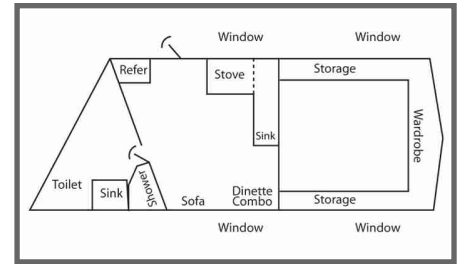 Window
Window
Refer
Stove
Storage
Sink
Wardrobe
Toilet
Sink
Shower
Sofa
Dinette
Combo
Storage
Window
Window